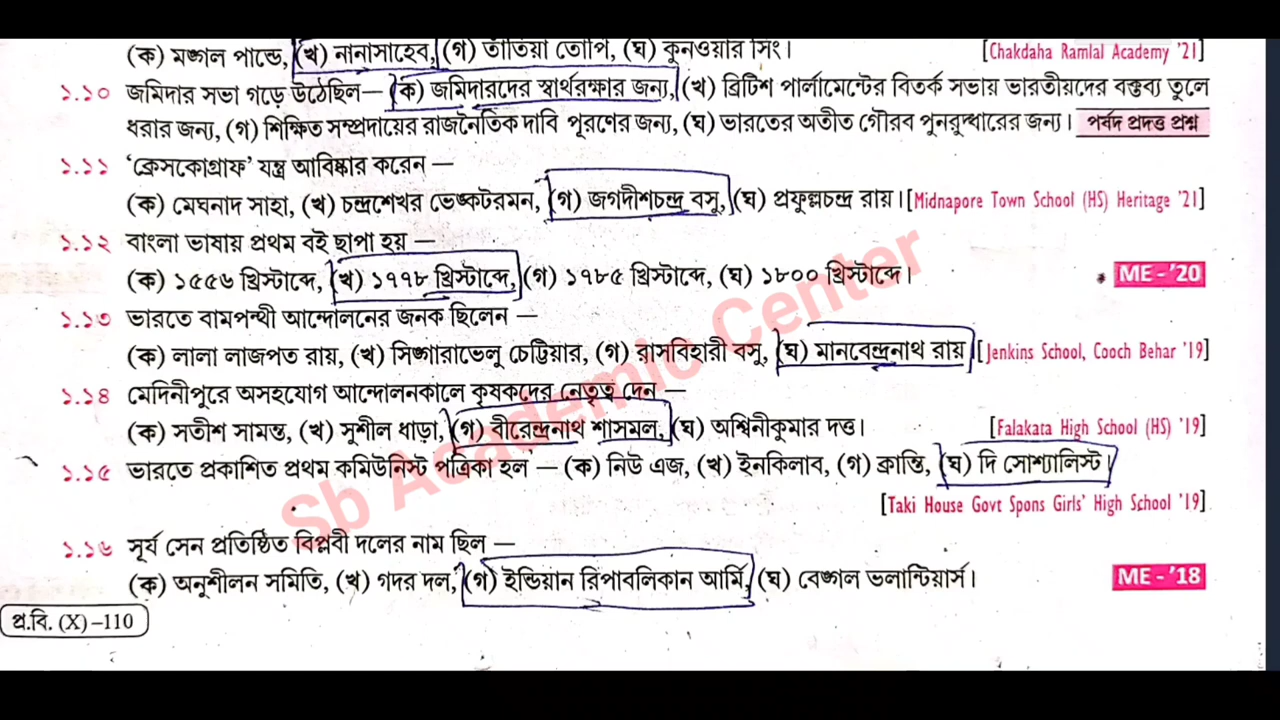 (ক) মঙ্গল পান্ডে, (খ) নানাসাহেব, (গ) তাঁতিয়া তোপি, (ঘ) কুনওয়ার সিং। [Chakdaha Ramlal Academy '21]
১.১০ জমিদার সভা গড়ে উঠেছিল— (ক) জমিদারদের স্বার্থরক্ষার জন্য, (খ) ব্রিটিশ পার্লামেন্টের বিতর্ক সভায় ভারতীয়দের বক্তব্য তুলে
ধরার জন্য, (গ) শিক্ষিত সম্প্রদায়ের রাজনৈতিক দাবি পূরণের জন্য, (ঘ) ভারতের অতীত গৌরব পুনরুদ্ধারের জন্য। পর্ষদ প্রদত্ত প্রশ্ন
১.১১ 'ক্রেসকোগ্রাফ' যন্ত্র আবিষ্কার করেন —
(ক) মেঘনাদ সাহা, (খ) চন্দ্রশেখর ভেঙ্কটরমন, (গ) জগদীশচন্দ্র বসু, (ঘ) প্রফুল্লচন্দ্র রায়। [Midnapore Town School (HS) Heritage '21]
১.১২ বাংলা ভাষায় প্রথম বই ছাপা হয় —
(ক) ১৫৫৬ খ্রিস্টাব্দে, (খ) ১৭৭৮ খ্রিস্টাব্দে, (গ) ১৭৮৫ খ্রিস্টাব্দে, (ঘ) ১৮০০ খ্রিস্টাব্দে। * ME - '20
১.১৩ ভারতে বামপন্থী আন্দোলনের জনক ছিলেন —
(ক) লালা লাজপত রায়, (খ) সিঙ্গারাভেলু চেট্টিয়ার, (গ) রাসবিহারী বসু, (ঘ) মানবেন্দ্রনাথ রায় [Jenkins School, Cooch Behar '19]
১.১৪ মেদিনীপুরে অসহযোগ আন্দোলনকালে কৃষকদের নেতৃত্ব দেন —
(ক) সতীশ সামন্ত, (খ) সুশীল ধাড়া, (গ) বীরেন্দ্রনাথ শাসমল, (ঘ) অশ্বিনীকুমার দত্ত। [Falakata High School (HS) '19]
১.১৫ ভারতে প্রকাশিত প্রথম কমিউনিস্ট পত্রিকা হল — (ক) নিউ এজ, (খ) ইনকিলাব, (গ) ক্রান্তি, (ঘ) দি সোশ্যালিস্ট
[Taki House Govt Spons Girls' High School '19]
১.১৬ সূর্য সেন প্রতিষ্ঠিত বিপ্লবী দলের নাম ছিল —
(ক) অনুশীলন সমিতি, (খ) গদর দল, (গ) ইন্ডিয়ান রিপাবলিকান আর্মি, (ঘ) বেঙ্গল ভলান্টিয়ার্স। ME - '18
প্র.বি. (X) –110
Sb Academic Center